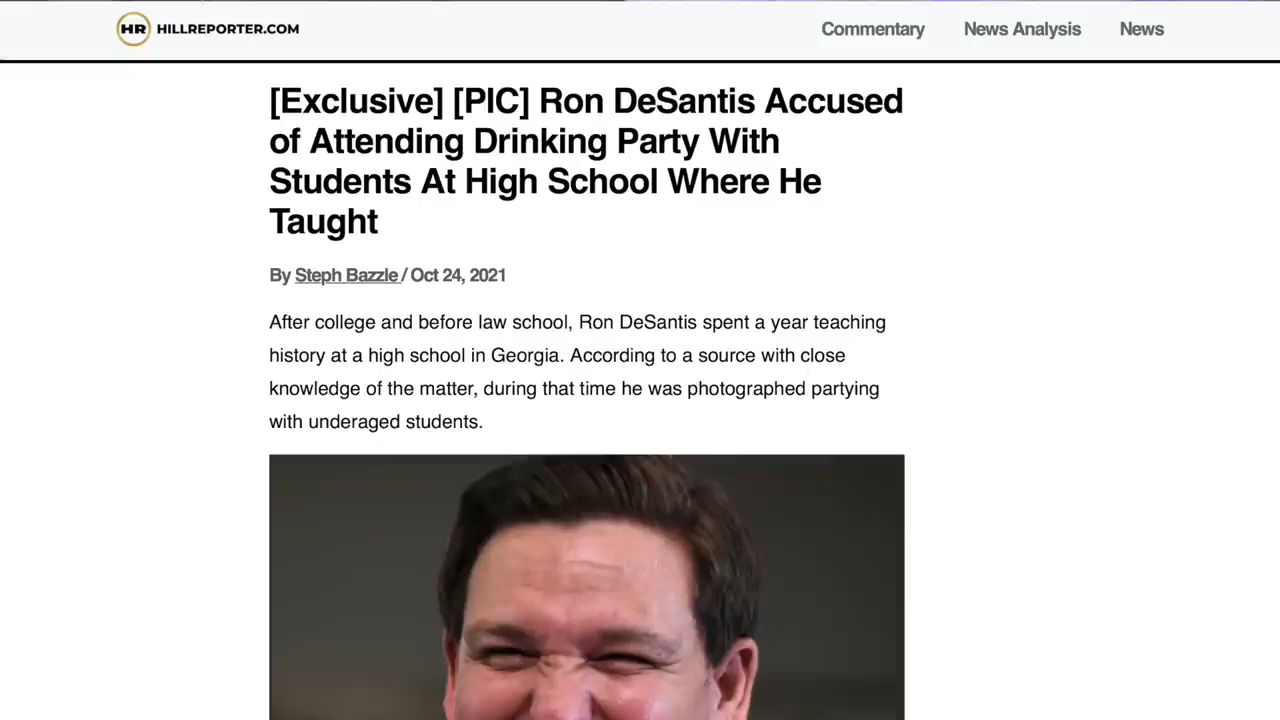 HR HILLREPORTER.COM
Commentary News Analysis News
[Exclusive] [PIC] Ron DeSantis Accused
of Attending Drinking Party With
Students At High School Where He
Taught
By Steph Bazzle / Oct 24, 2021
After college and before law school, Ron DeSantis spent a year teaching
history at a high school in Georgia. According to a source with close
knowledge of the matter, during that time he was photographed partying
with underaged students.